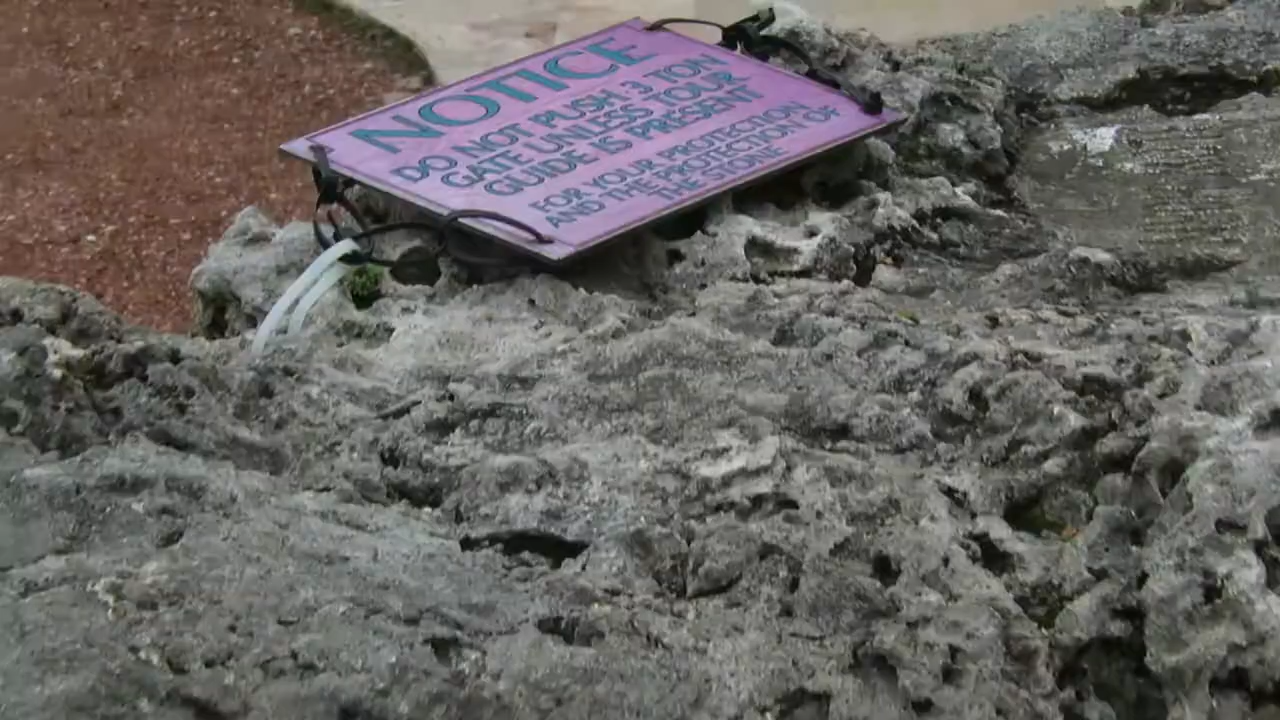 NOTICE
DO NOT PUSH 3 TON
GATE UNLESS TOUR
GUIDE IS PRESENT
FOR YOUR PROTECTION
AND THE PROTECTION OF
THE STONE